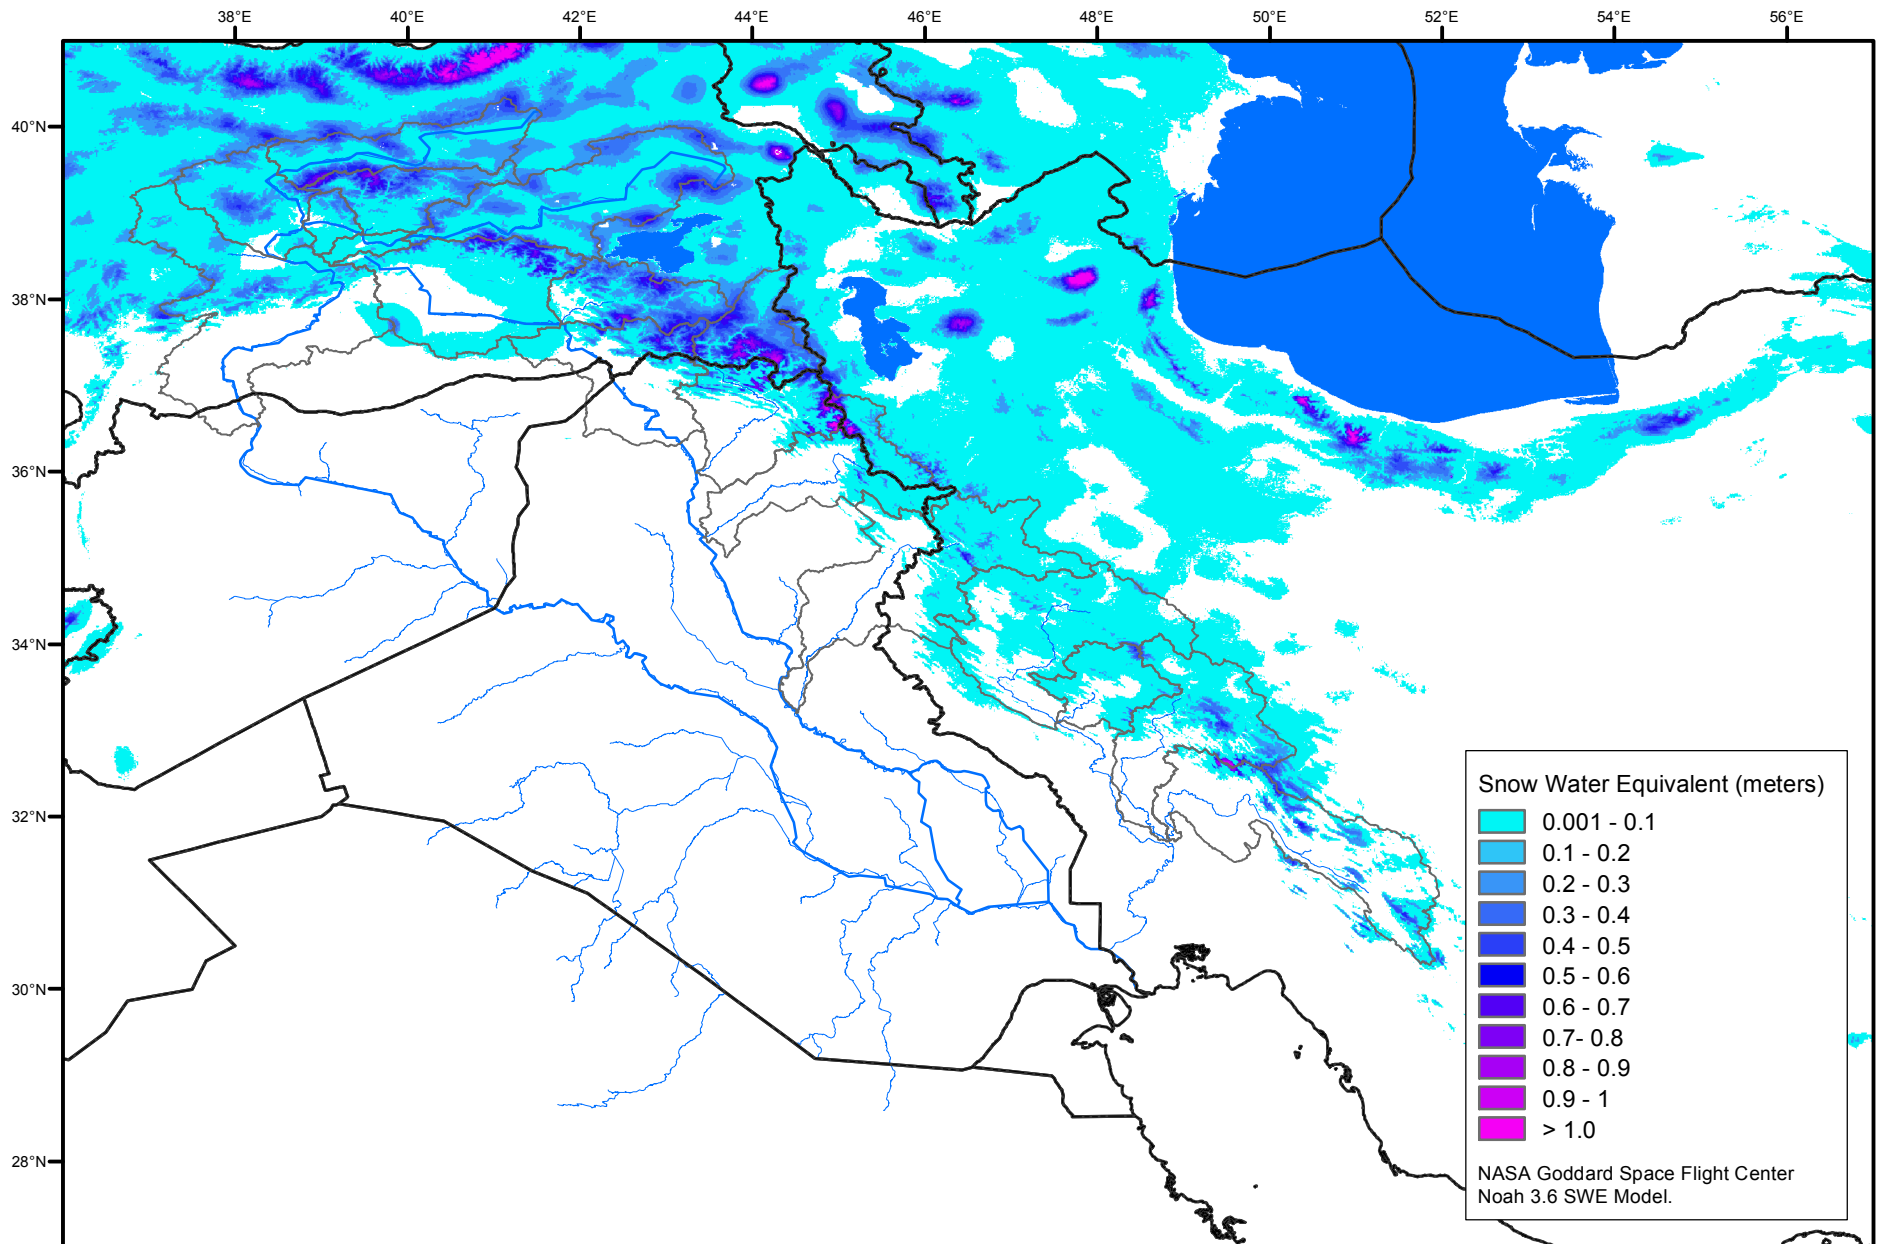 38°E 40°E 42°E 44°E 46°E 48°E 50°E 52°E 54°E 56°E
40°N
38°N
36°N
34°N
32°N
30°N
28°N
Snow Water Equivalent (meters)
0.001 - 0.1
0.1 - 0.2
0.2 - 0.3
0.3 - 0.4
0.4 - 0.5
0.5 - 0.6
0.6 - 0.7
0.7- 0.8
0.8 - 0.9
0.9 - 1
> 1.0
NASA Goddard Space Flight Center
Noah 3.6 SWE Model.